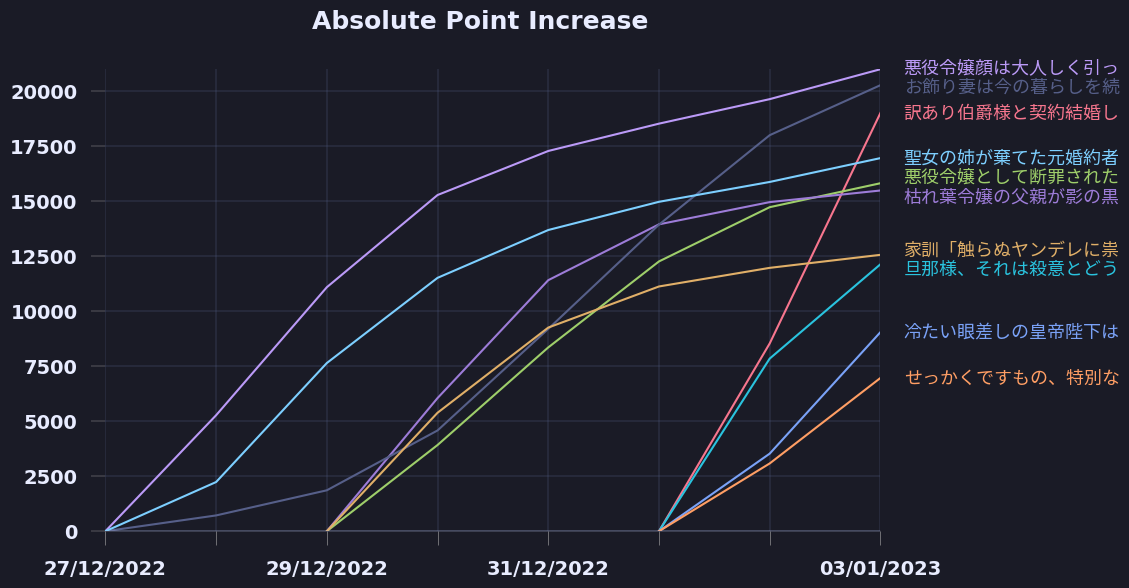 Absolute Point Increase
20000
17500
15000
12500
10000
7500
5000
2500
0
27/12/2022
29/12/2022
31/12/2022
03/01/2023
悪役令嬢顔は大人しく引っ
お飾り妻は今の暮らしを続
訳あり伯爵様と契約結婚し
聖女の姉が棄てた元婚約者
悪役令嬢として断罪された
枯れ葉令嬢の父親が影の黒
家訓「触らぬヤンデレに祟
旦那様、それは殺意とどう
冷たい眼差しの皇帝陛下は
せっかくですもの、特別な